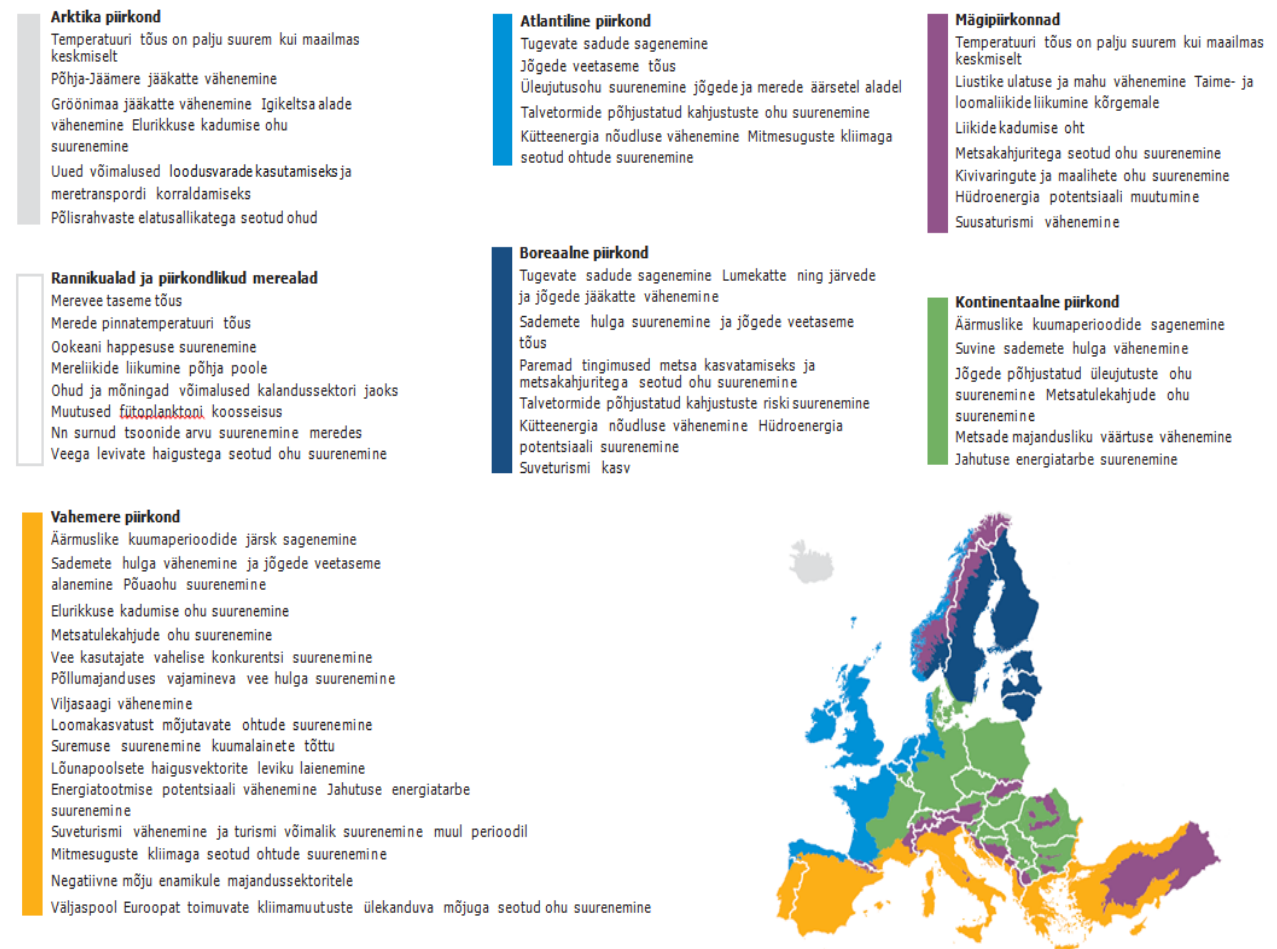 Arktika piirkond
Temperatuuri tõus on palju suurem kui maailmas
keskmiselt
Põhja-Jäämere jääkatte vähenemine
Gröönimaa jääkatte vähenemine Igikeltsa alade
vähenemine Elurikkuse kadumise ohu
suurenemine
Uued võimalused loodusvarade kasutamiseks ja
meretranspordi korraldamiseks
Põlisrahvaste elatusallikatega seotud ohud
Atlantiline piirkond
Tugevate sadude sagenemine
Jõgede veetaseme tõus
Üleujutusohu suurenemine jõgede ja merede äärsetel aladel
Talvetormide põhjustatud kahjustuste ohu suurenemine
Kütteenergia nõudluse vähenemine Mitmesuguste kliimaga
seotud ohtude suurenemine
Mägipiirkonnad
Temperatuuri tõus on palju suurem kui maailmas
keskmiselt
Liustike ulatuse ja mahu vähenemine Taime- ja
loomaliikide liikumine kõrgemale
Liikide kadumise oht
Metsakahjuritega seotud ohu suurenemine
Kivivaringute ja maalihete ohu suurenemine
Hüdroenergia potentsiaali muutumine
Suusaturismi vähenemine
Rannikualad ja piirkondlikud merealad
Merevee taseme tõus
Merede pinnatemperatuuri tõus
Ookeani happesuse suurenemine
Mereliikide liikumine põhja poole
Ohud ja mõningad võimalused kalandussektori jaoks
Muutused fütoplanktoni koosseisus
Nn surnud tsoonide arvu suurenemine meredes
Veega levivate haigustega seotud ohu suurenemine
Boreaalne piirkond
Tugevate sadude sagenemine Lumekatte ning järvede
ja jõgede jääkatte vähenemine
Sademete hulga suurenemine ja jõgede veetaseme
tõus
Paremad tingimused metsa kasvatamiseks ja
metsakahjuritega seotud ohu suurenemine
Talvetormide põhjustatud kahjustuste riski suurenemine
Kütteenergia nõudluse vähenemine Hüdroenergia
potentsiaali suurenemine
Suveturismi kasv
Kontinentaalne piirkond
Äärmuslike kuumaperioodide sagenemine
Suvine sademete hulga vähenemine
Jõgede põhjustatud üleujutuste ohu
suurenemine Metsatulekahjude ohu
suurenemine
Metsade majandusliku väärtuse vähenemine
Jahutuse energiatarbe suurenemine
Vahemere piirkond
Äärmuslike kuumaperioodide järsk sagenemine
Sademete hulga vähenemine ja jõgede veetaseme
alanemine Põuaohu suurenemine
Elurikkuse kadumise ohu suurenemine
Metsatulekahjude ohu suurenemine
Vee kasutajate vahelise konkurentsi suurenemine
Põllumajanduses vajamineva vee hulga suurenemine
Viljasaagi vähenemine
Loomakasvatust mõjutavate ohtude suurenemine
Suremuse suurenemine kuumalainete tõttu
Lõunapoolsete haigusvektorite leviku laienemine
Energiatootmise potentsiaali vähenemine Jahutuse energiatarbe
suurenemine
Suveturismi vähenemine ja turismi võimalik suurenemine muul perioodil
Mitmesuguste kliimaga seotud ohtude suurenemine
Negatiivne mõju enamikule majandussektoritele
Väljaspool Euroopat toimuvate kliimamuutuste ülekanduva mõjuga seotud ohu suurenemine